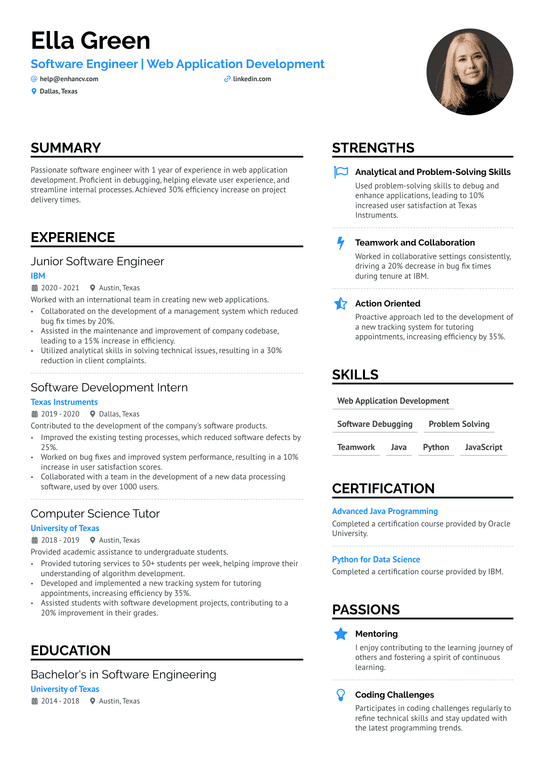 Ella Green
Software Engineer | Web Application Development
help@enhancv.com
linkedin.com
Dallas, Texas
SUMMARY
Passionate software engineer with 1 year of experience in web application
development. Proficient in debugging, helping elevate user experience, and
streamline internal processes. Achieved 30% efficiency increase on project
delivery times.
EXPERIENCE
Junior Software Engineer
IBM
2020 - 2021 Austin, Texas
Worked with an international team in creating new web applications.
• Collaborated on the development of a management system which reduced
bug fix times by 20%.
• Assisted in the maintenance and improvement of company codebase,
leading to a 15% increase in efficiency.
• Utilized analytical skills in solving technical issues, resulting in a 30%
reduction in client complaints.
Software Development Intern
Texas Instruments
2019 - 2020 Dallas, Texas
Contributed to the development of the company's software products.
• Improved the existing testing processes, which reduced software defects by
25%.
• Worked on bug fixes and improved system performance, resulting in a 10%
increase in user satisfaction scores.
• Collaborated with a team in the development of a new data processing
software, used by over 1000 users.
Computer Science Tutor
University of Texas
2018 - 2019 Austin, Texas
Provided academic assistance to undergraduate students.
• Provided tutoring services to 50+ students per week, helping improve their
understanding of algorithm development.
• Developed and implemented a new tracking system for tutoring
appointments, increasing efficiency by 35%.
• Assisted students with software development projects, contributing to a
20% improvement in their grades.
EDUCATION
Bachelor's in Software Engineering
University of Texas
2014 - 2018 Austin, Texas
STRENGTHS
Analytical and Problem-Solving Skills
Used problem-solving skills to debug and
enhance applications, leading to 10%
increased user satisfaction at Texas
Instruments.
Teamwork and Collaboration
Worked in collaborative settings consistently,
driving a 20% decrease in bug fix times
during tenure at IBM.
Action Oriented
Proactive approach led to the development of
a new tracking system for tutoring
appointments, increasing efficiency by 35%.
SKILLS
Web Application Development
Software Debugging Problem Solving
Teamwork Java Python JavaScript
CERTIFICATION
Advanced Java Programming
Completed a certification course provided by Oracle
University.
Python for Data Science
Completed a certification course provided by IBM.
PASSIONS
Mentoring
I enjoy contributing to the learning journey of
others and fostering a spirit of continuous
learning.
Coding Challenges
Participates in coding challenges regularly to
refine technical skills and stay updated with
the latest programming trends.